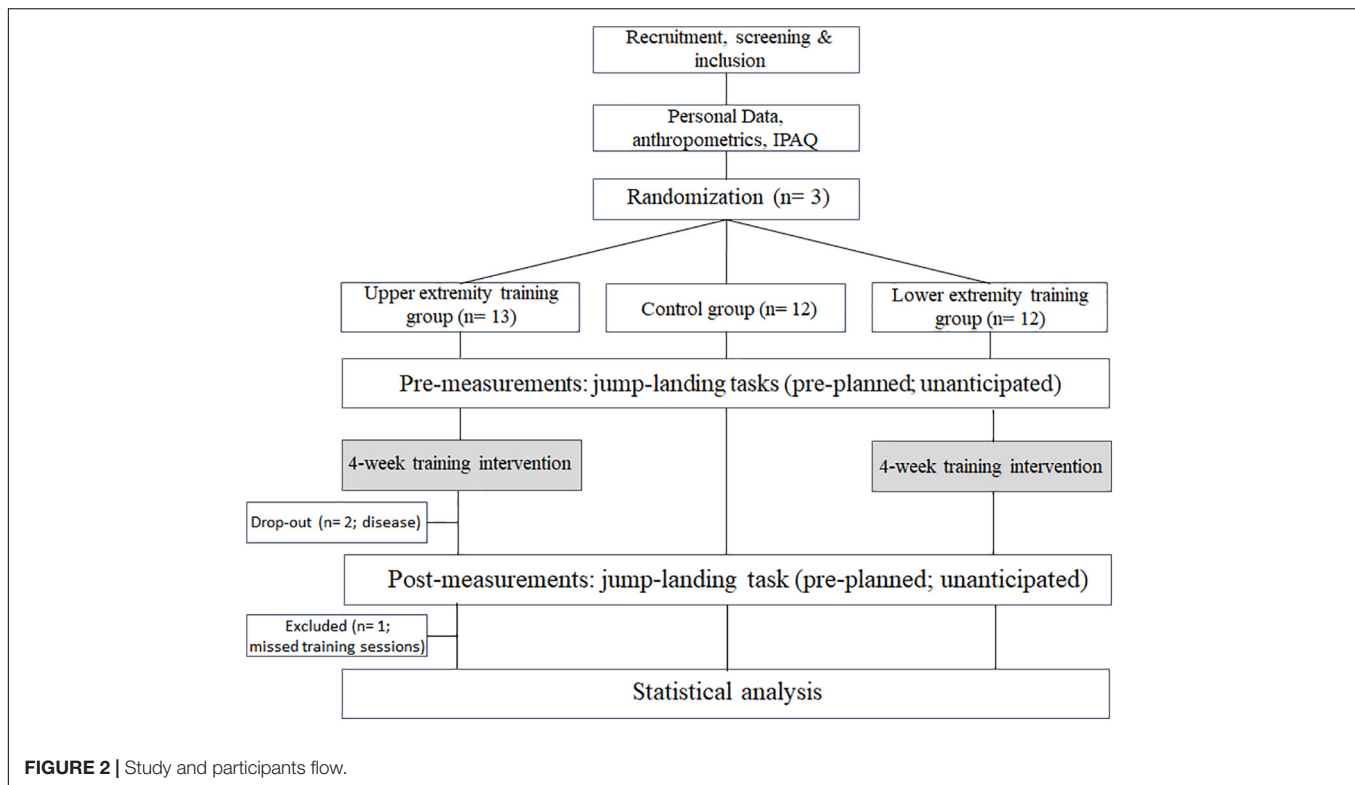 Recruitment, screening &
inclusion
Personal Data,
anthropometrics, IPAQ
Randomization (n= 3)
Upper extremity training
group (n= 13)
Control group (n= 12)
Lower extremity training
group (n= 12)
Pre-measurements: jump-landing tasks (pre-planned; unanticipated)
4-week training intervention
4-week training intervention
Drop-out (n= 2; disease)
Post-measurements: jump-landing task (pre-planned; unanticipated)
Excluded (n= 1;
missed training sessions)
Statistical analysis
FIGURE 2 | Study and participants flow.